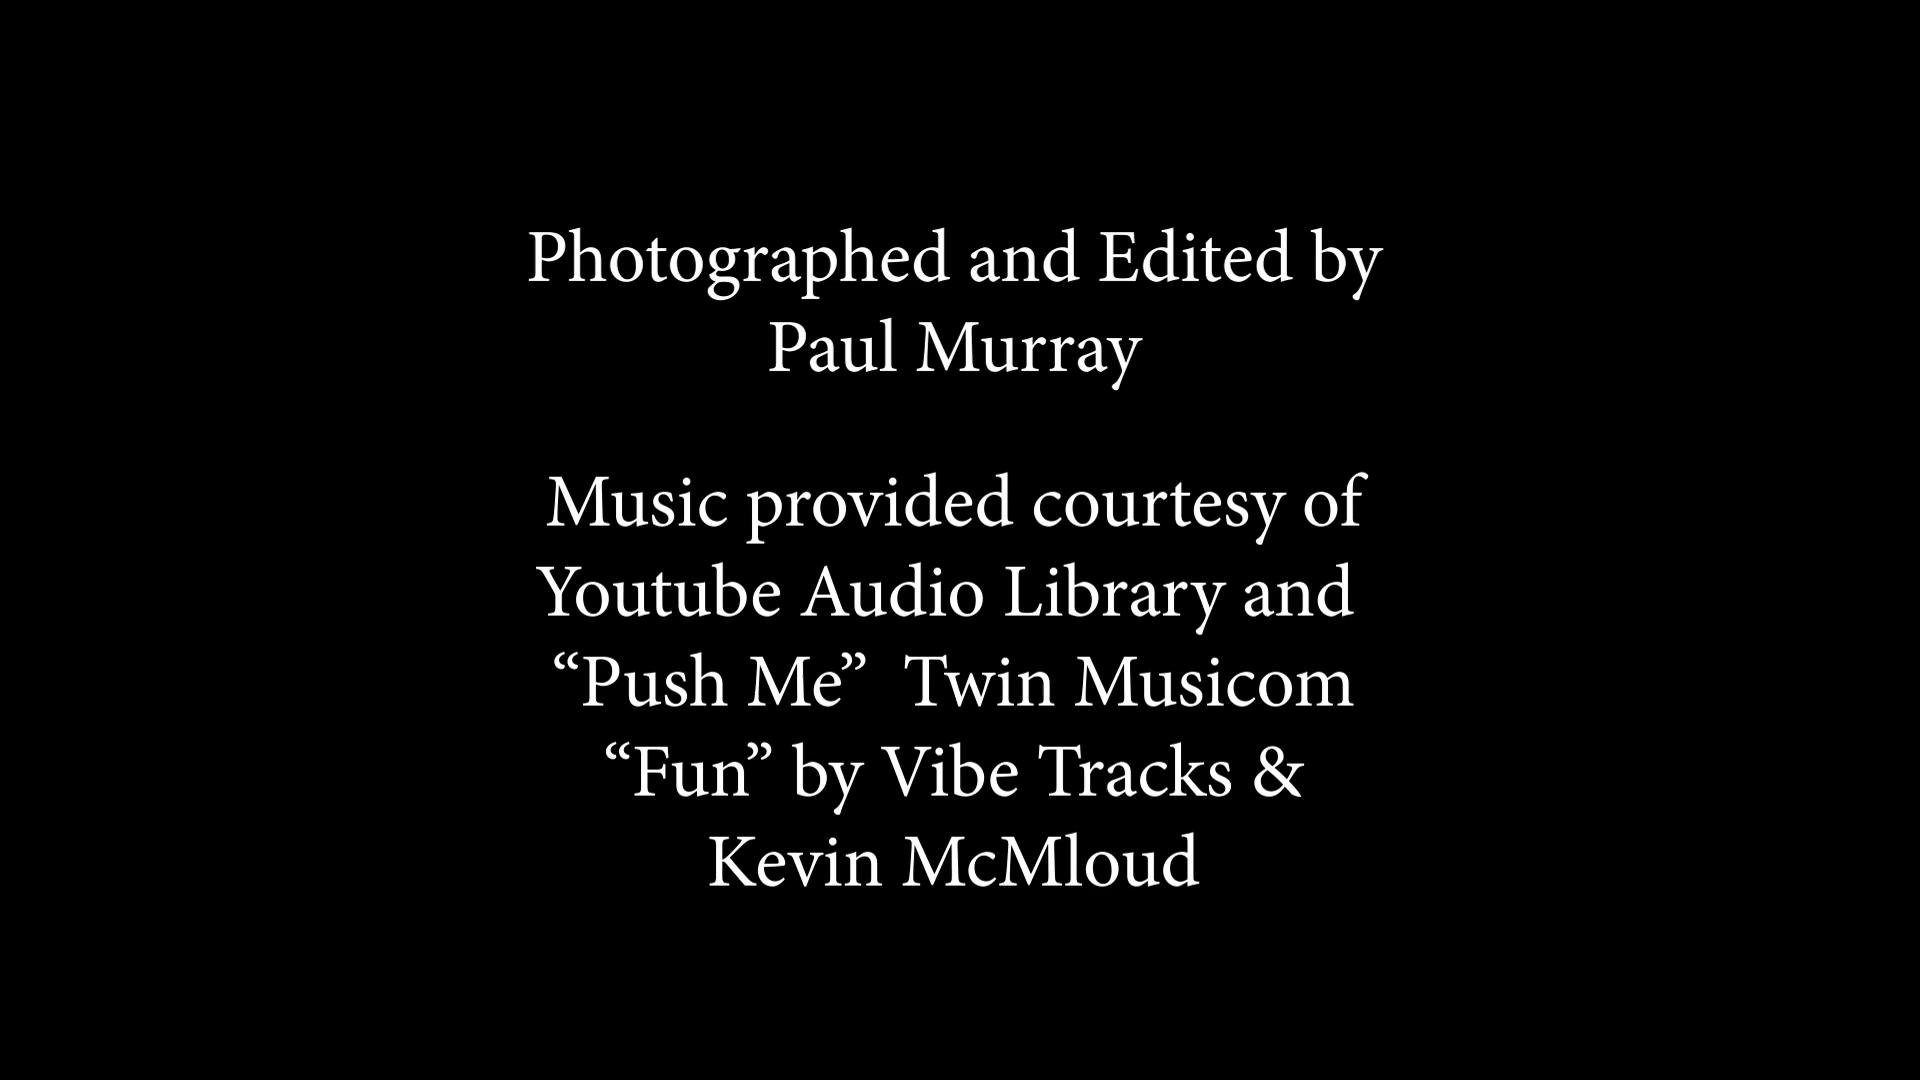 Photographed and Edited by
Paul Murray
Music provided courtesy of
Youtube Audio Library and
“Push Me”  Twin Musicom
“Fun” by Vibe Tracks &
Kevin McMloud